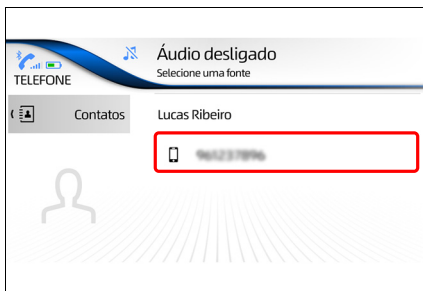 Áudio desligado
Selecione uma fonte
TELEFONE
Contatos
Lucas Ribeiro